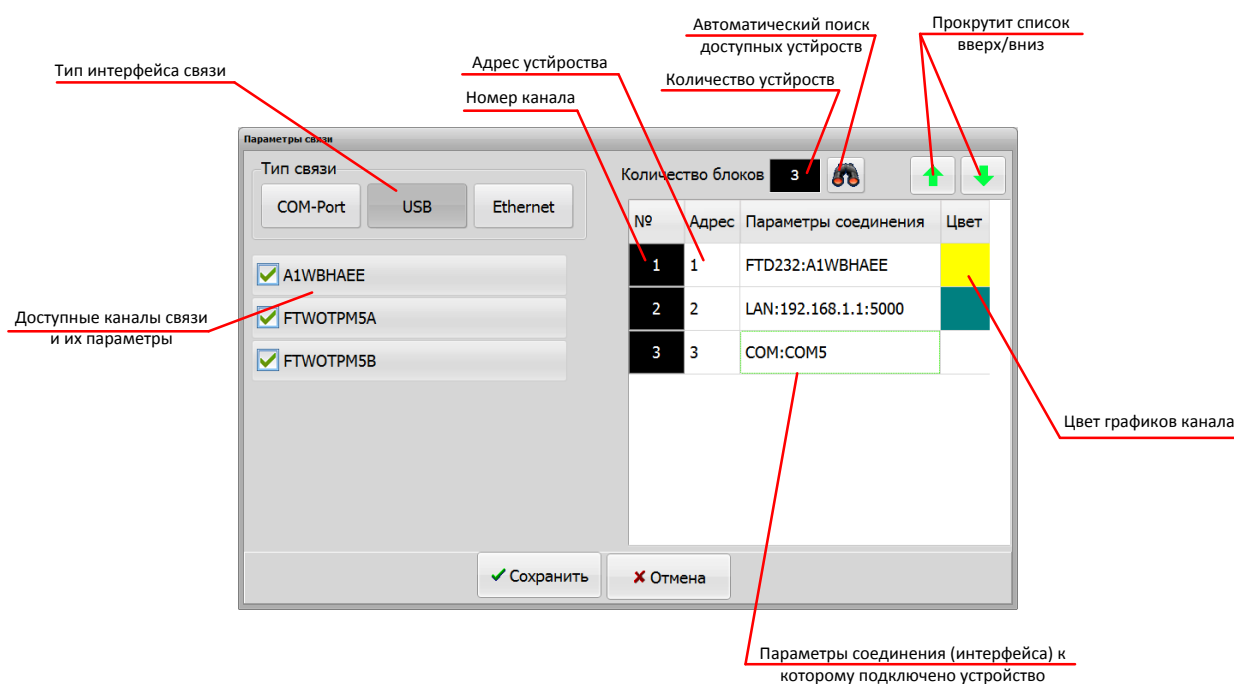 Автоматический поиск
доступных устйроств
Прокрутит список
вверх/вниз
Тип интерфейса связи
Адрес устйроства
Количество устйроств
Номер канала
Параметры связи
Тип связи
COM-Port
USB
Ethernet
Количество блоков
3
№
Адрес
Параметры соединения
Цвет
1
1
FTD232:A1WBHAEE
2
2
LAN:192.168.1.1:5000
3
3
COM:COM5
A1WBHAEE
FTWOTPM5A
FTWOTPM5B
Доступные каналы связи
и их параметры
Цвет графиков канала
Сохранить
Отмена
Параметры соединения (интерфейса) к
которому подключено устройство